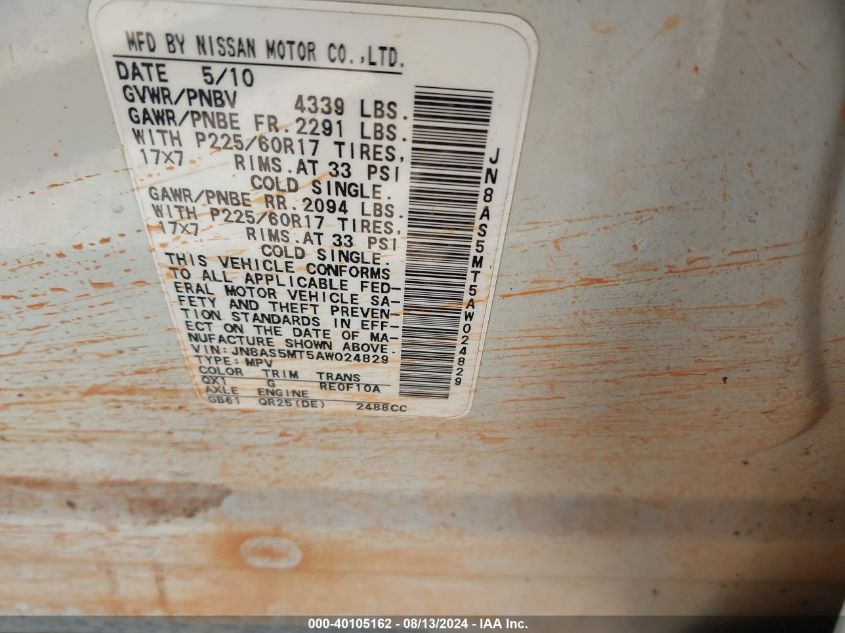 MFD BY NISSAN MOTOR CO.,LTD.
DATE 5/10
GVWR/PNBV 4339 LBS.
GAWR/PNBE FR.2291 LBS.
WITH P225/60R17 TIRES,
17X7 RIMS.AT 33 PSI
COLD SINGLE.
GAWR/PNBE RR.2094 LBS.
WITH P225/60R17 TIRES,
17X7 RIMS.AT 33 PSI
COLD SINGLE.
THIS VEHICLE CONFORMS
TO ALL APPLICABLE FED-
ERAL MOTOR VEHICLE SA-
FETY AND THEFT PREVEN-
TION STANDARDS IN EFF-
ECT ON THE DATE OF MA-
NUFACTURE SHOWN ABOVE.
VIN: JN8AS5MT5AW024829
TYPE: MPV
COLOR TRIM TRANS
QX1 G RE0F10A
AXLE ENGINE
GB61 QR25(DE) 2488CC
JN8AS5MT5AW024829
000-40105162 - 08/13/2024 - IAA Inc.